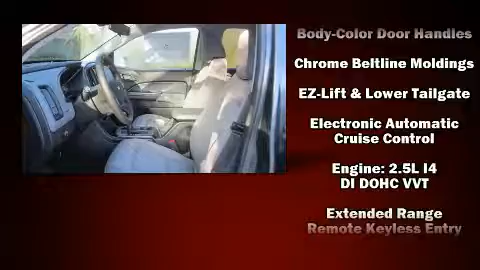 Body-Color Door Handles
Chrome Beltline Moldings
EZ-Lift & Lower Tailgate
Electronic Automatic
Cruise Control
Engine: 2.5L I4
DI DOHC VVT
Extended Range
Remote Keyless Entry